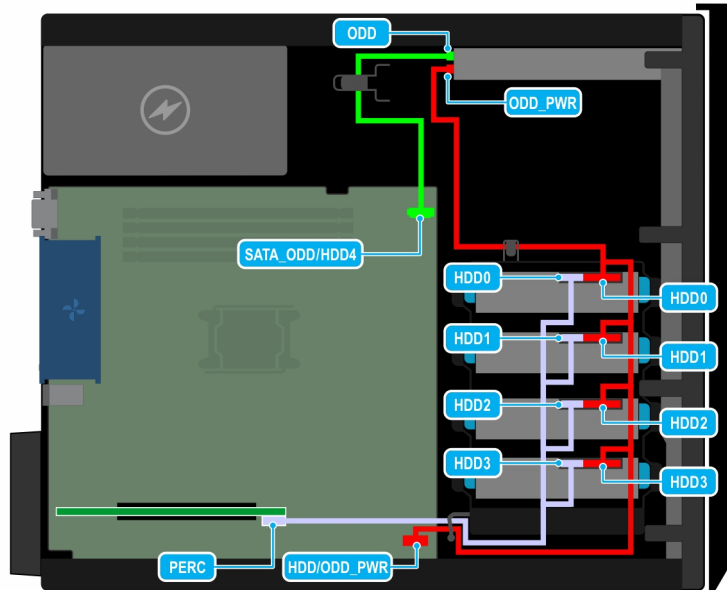 ODD
ODD_PWR
SATA_ODD/HDD4
HDD0
HDD0
HDD1
HDD1
HDD2
HDD2
HDD3
HDD3
PERC
HDD/ODD_PWR